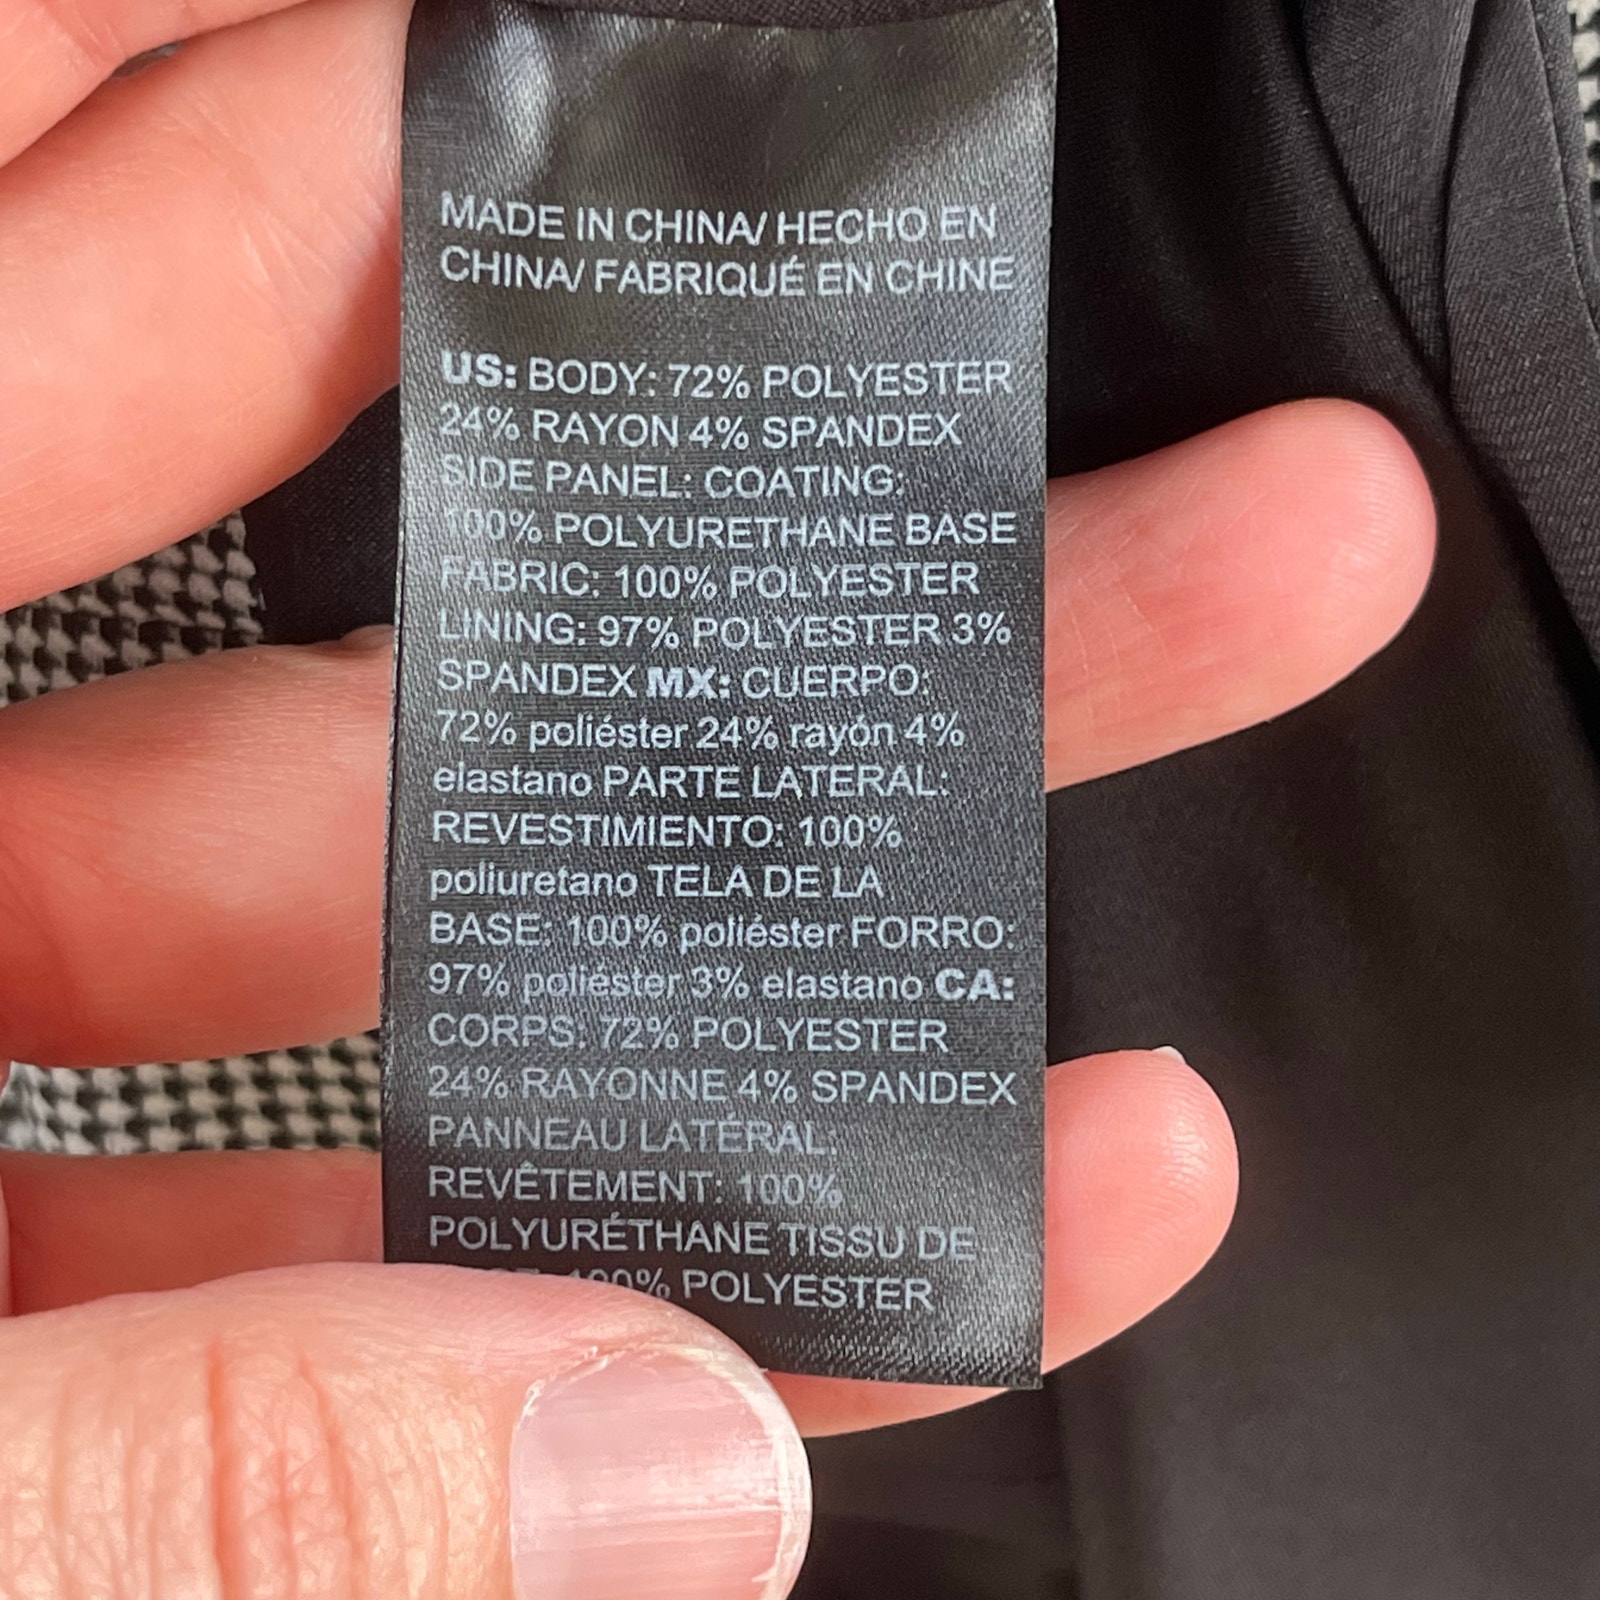 MADE IN CHINA/ HECHO EN
CHINA/ FABRIQUÉ EN CHINE
US: BODY: 72% POLYESTER
24% RAYON 4% SPANDEX
SIDE PANEL: COATING:
100% POLYURETHANE BASE
FABRIC: 100% POLYESTER
LINING: 97% POLYESTER 3%
SPANDEX MX: CUERPO:
72% poliéster 24% rayón 4%
elastano PARTE LATERAL:
REVESTIMIENTO: 100%
poliuretano TELA DE LA
BASE: 100% poliéster FORRO:
97% poliéster 3% elastano CA:
CORPS: 72% POLYESTER
24% RAYONNE 4% SPANDEX
PANNEAU LATÉRAL:
REVÊTEMENT: 100%
POLYURÉTHANE TISSU DE
100% POLYESTER